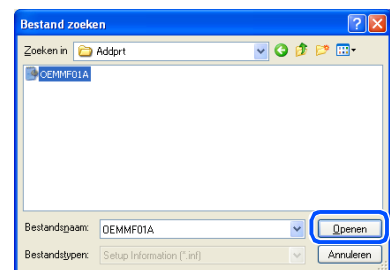 Bestand zoeken
Zoeken in Addprt
OEMMF01A
Bestandsnaam: OEMMF01A Openen
Bestandstypen: Setup Information (*.inf) Annuleren